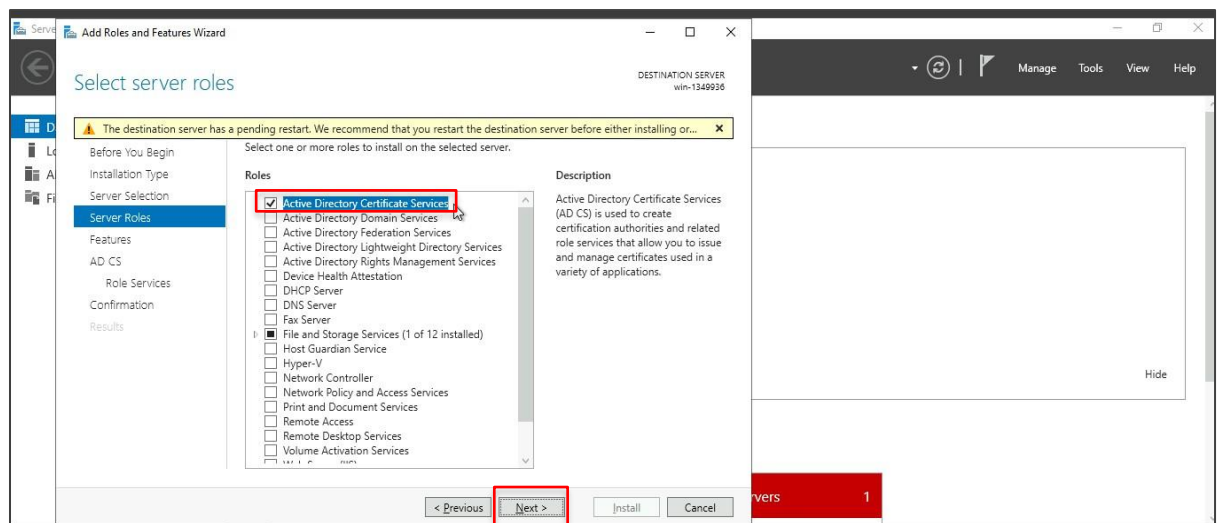 Serve
Add Roles and Features Wizard
Select server roles
DESTINATION SERVER
win-1349936
Manage Tools View Help
The destination server has a pending restart. We recommend that you restart the destination server before either installing or...
Before You Begin
Installation Type
Server Selection
Server Roles
Features
AD CS
Role Services
Confirmation
Results
Select one or more roles to install on the selected server.
Roles
Active Directory Certificate Services
Active Directory Domain Services
Active Directory Federation Services
Active Directory Lightweight Directory Services
Active Directory Rights Management Services
Device Health Attestation
DHCP Server
DNS Server
Fax Server
File and Storage Services (1 of 12 installed)
Host Guardian Service
Hyper-V
Network Controller
Network Policy and Access Services
Print and Document Services
Remote Access
Remote Desktop Services
Volume Activation Services
Description
Active Directory Certificate Services
(AD CS) is used to create
certification authorities and related
role services that allow you to issue
and manage certificates used in a
variety of applications.
Hide
< Previous
Next >
Install
Cancel
rvers 1